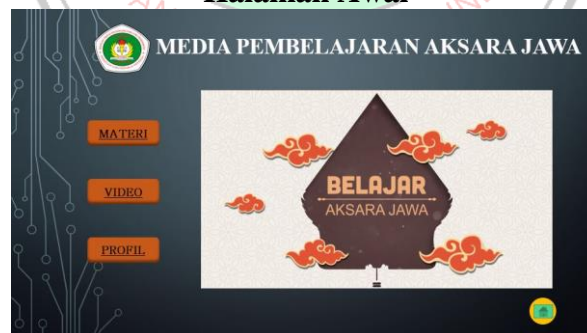 Halaman Awal
MEDIA PEMBELAJARAN AKSARA JAWA
MATERI
VIDEO
PROFIL
BELAJAR
AKSARA JAWA